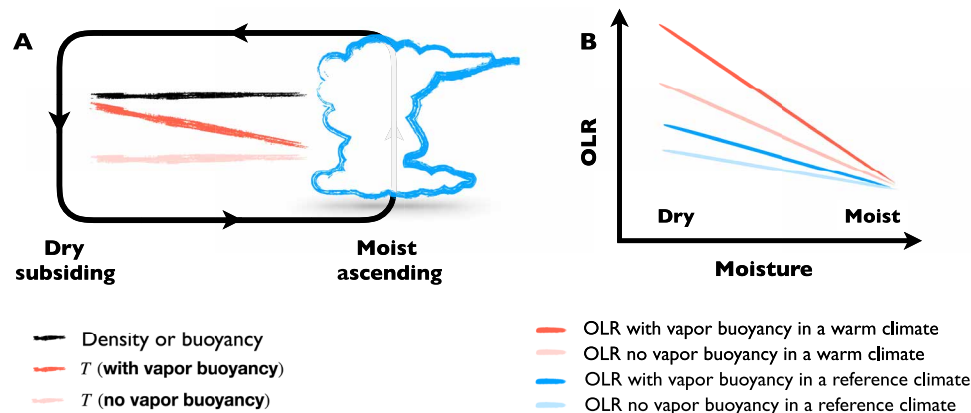 A
Dry
subsiding
Moist
ascending
Density or buoyancy
T (with vapor buoyancy)
T (no vapor buoyancy)
B
OLR
Dry
Moist
Moisture
OLR with vapor buoyancy in a warm climate
OLR no vapor buoyancy in a warm climate
OLR with vapor buoyancy in a reference climate
OLR no vapor buoyancy in a reference climate